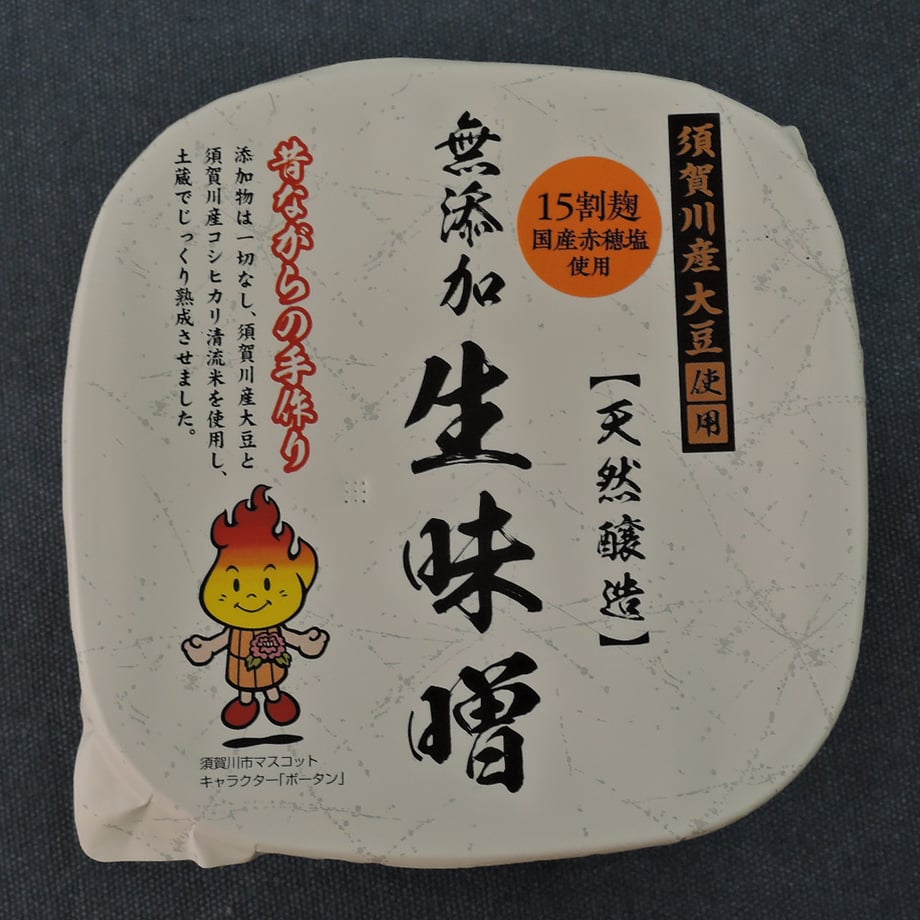 須賀川産大豆使用
15割麹
国産赤穂塩
使用
【天然醸造】
無添加生味噌
昔ながらの手作り
添加物は一切なし、須賀川産大豆と
須賀川産コシヒカリ清流米を使用し、
土蔵でじっくり熟成させました。
須賀川市マスコット
キャラクター「ボータン」